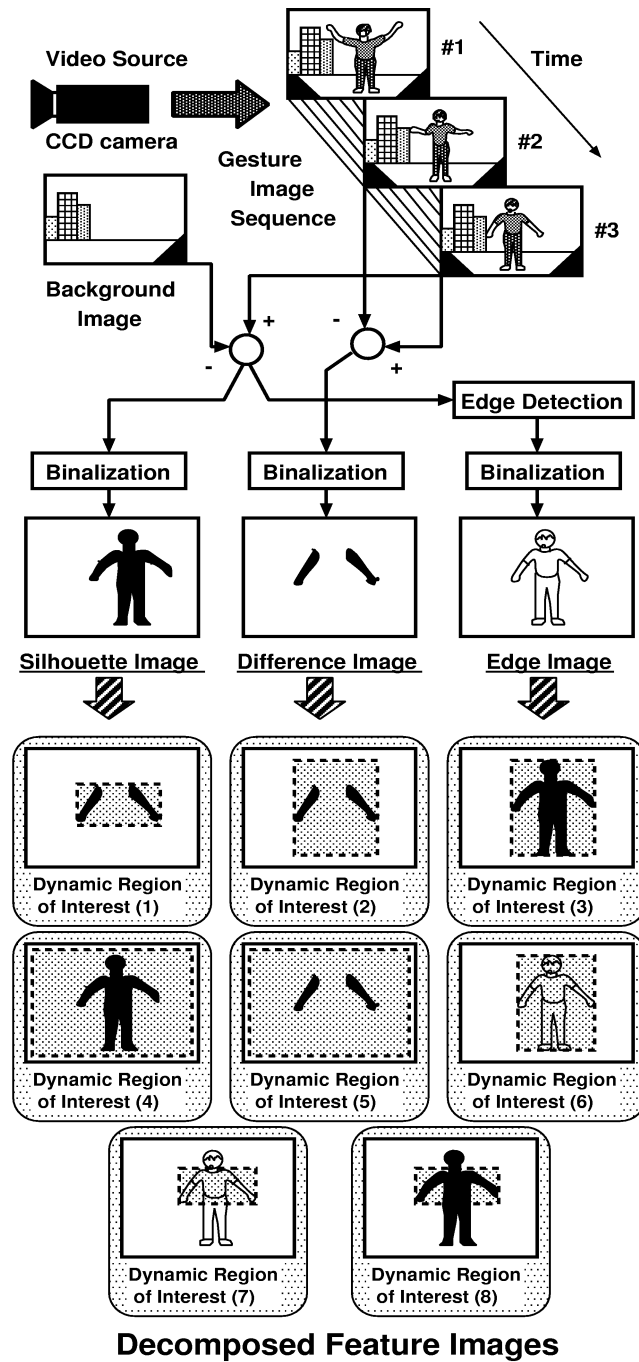 Video Source
CCD camera
#1
Time
#2
Gesture
Image
Sequence
#3
Background
Image
+
-
-
+
Edge Detection
Binalization
Binalization
Binalization
Silhouette Image
Difference Image
Edge Image
Dynamic Region
of Interest (1)
Dynamic Region
of Interest (2)
Dynamic Region
of Interest (3)
Dynamic Region
of Interest (4)
Dynamic Region
of Interest (5)
Dynamic Region
of Interest (6)
Dynamic Region
of Interest (7)
Dynamic Region
of Interest (8)
Decomposed Feature Images